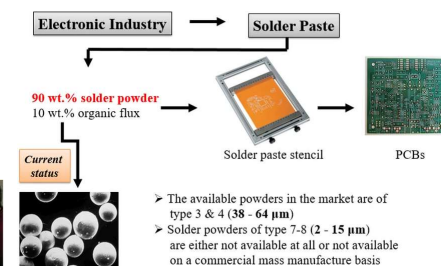 Electronic Industry
Solder Paste
90 wt.% solder powder
10 wt.% organic flux
Solder paste stencil
PCBs
Current
status
➢ The available powders in the market are of
type 3 & 4 (38 - 64 µm)
➢ Solder powders of type 7-8 (2 - 15 µm)
are either not available at all or not available
on a commercial mass manufacture basis